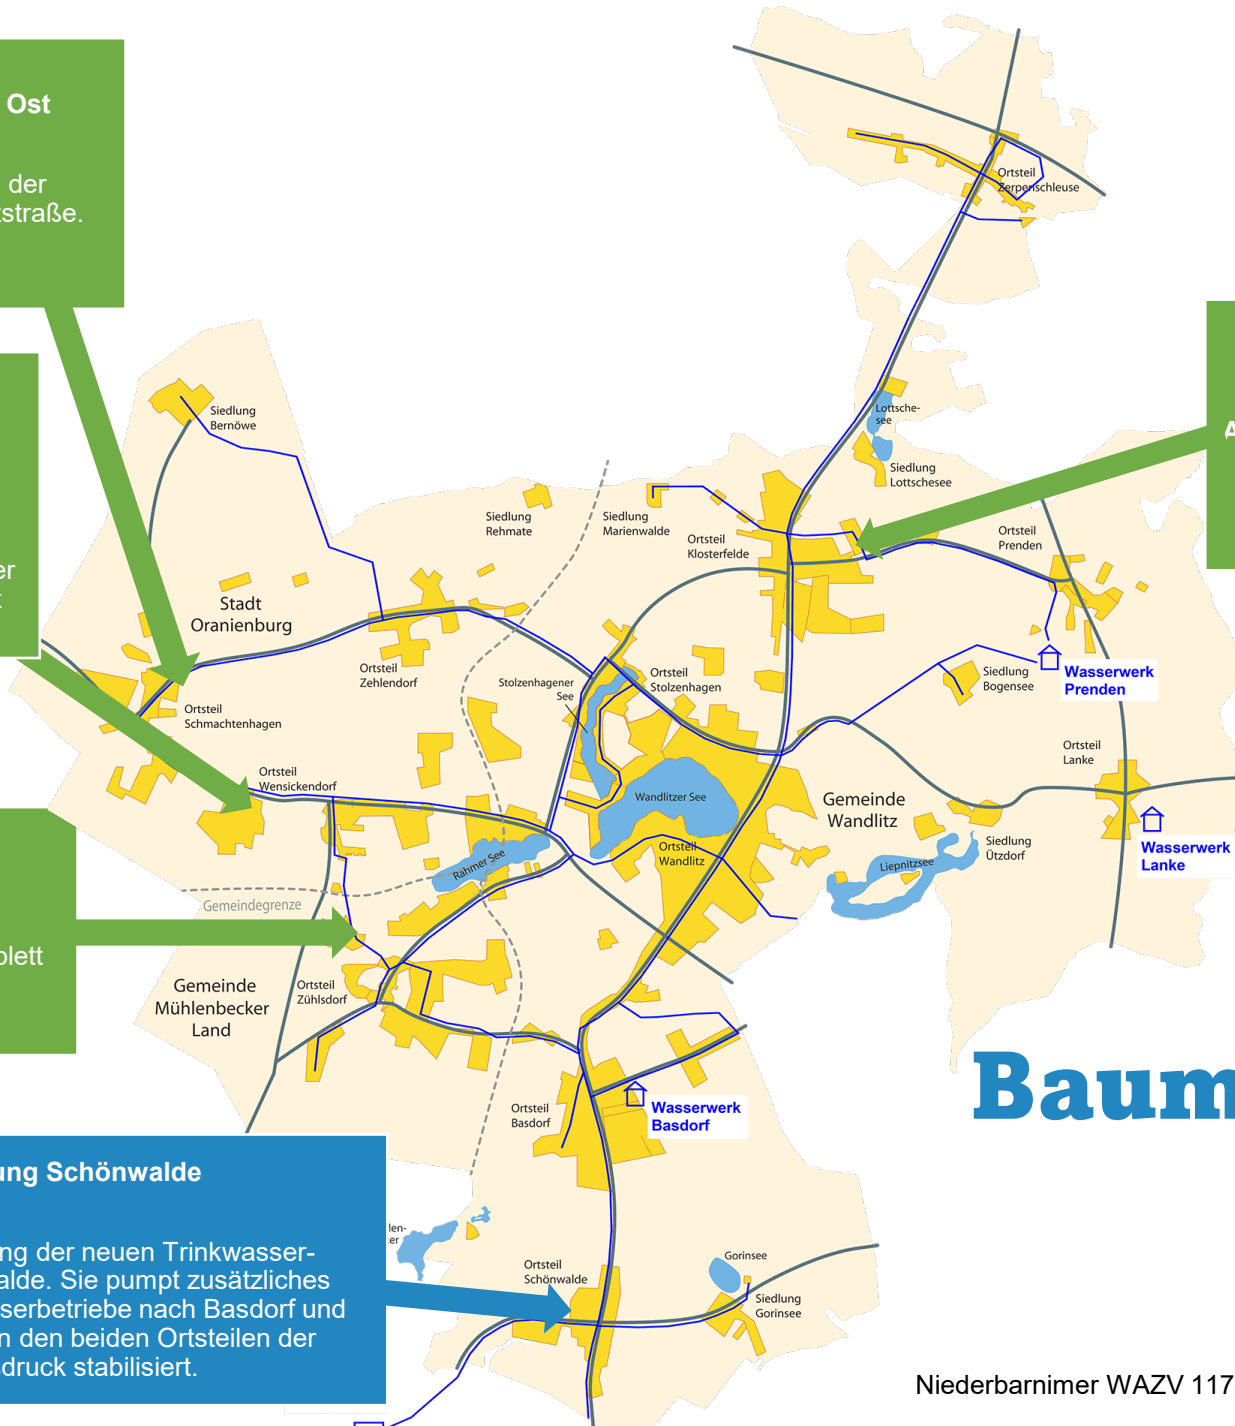 Ost
der
tstraße.
er
t
lett
ung Schönwalde
ng der neuen Trinkwasser-
alde. Sie pumpt zusätzliches
serbetriebe nach Basdorf und
n den beiden Ortsteilen der
druck stabilisiert.
Ortsteil
Zerpenschleuse
Lottsche-
see
Siedlung
Lottschesee
Siedlung
Bernöwe
Siedlung
Rehmate
Siedlung
Marienwalde
Ortsteil
Klosterfelde
Ortsteil
Prenden
Stadt
Oranienburg
Ortsteil
Zehlendorf
Stolzenhagener
See
Ortsteil
Stolzenhagen
Siedlung
Bogensee
Wasserwerk
Prenden
Ortsteil
Schmachtenhagen
Ortsteil
Lanke
Ortsteil
Wensickendorf
Wandlitzer See
Gemeinde
Wandlitz
Ortsteil
Wandlitz
Rahmer See
Liepnitzsee
Siedlung
Ützdorf
Wasserwerk
Lanke
Gemeindegrenze
Gemeinde
Mühlenbecker
Land
Ortsteil
Zühlsdorf
Ortsteil
Basdorf
Wasserwerk
Basdorf
Baum
len-
er
Ortsteil
Schönwalde
Gorinsee
Siedlung
Gorinsee
Niederbarnimer WAZV 117